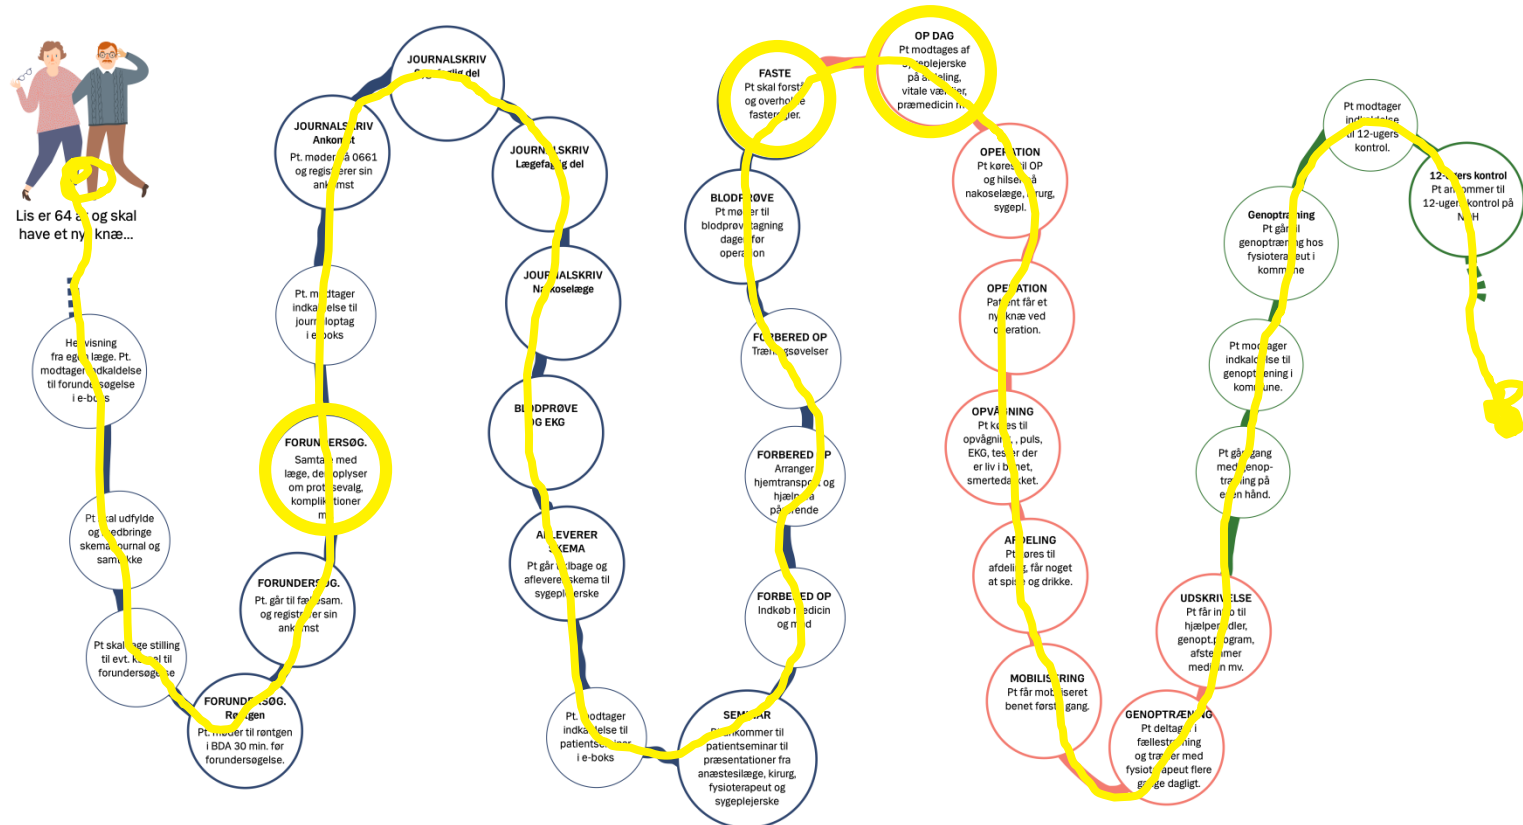 Lis er 64 år og skal
have et nyt knæ...
Henvisning
fra egen læge. Pt.
modtager indkaldelse
til forundersøgelse
i e-boks
Pt skal udfylde
og medbringe
skema journal og
samtykke
Pt skal tage stilling
til evt. kørsel til
forundersøgelse
FORUNDERSØG.
Røntgen
Pt. møder til røntgen
i BDA 30 min. før
forundersøgelse.
FORUNDERSØG.
Pt. går til fællesam.
og registrerer sin
ankomst
FORUNDERSØG.
Samtale med
læge, der oplyser
om protesevalg,
komplikationer
Pt. modtager
indkaldelse til
journaloptag
i e-boks
JOURNALSKRIV
Ankomst
Pt. møder på 0661
og registrerer sin
ankomst
JOURNALSKRIV
Sygefaglig del
JOURNALSKRIV
Lægefaglig del
JOURNALSKRIV
Narkoselæge
BLODPRØVE
OG EKG
AFLEVERER
SKEMA
Pt går tilbage og
afleverer skema til
sygeplejerske
Pt. modtager
indkaldelse til
patientseminar
i e-boks
SEMINAR
Pt ankommer til
patientseminar til
præsentationer fra
anæstesilæge, kirurg,
fysioterapeut og
sygeplejerske
FORBERED OP
Indkøb medicin
og mad
FORBERED OP
Arranger
hjemtransport og
hjælp fra
pårørende
FORBERED OP
Træningsøvelser
BLODPRØVE
Pt møder til
blodprøvetagning
dagen før
operation
FASTE
Pt skal forstå
og overholde
fasteregler.
OP DAG
Pt modtages af
sygeplejerske
på afdeling,
vitale værdier,
præmedicin mv.
OPERATION
Pt køres til OP
og hilser på
nakoselæge, kirurg,
sygepl.
OPERATION
Patient får et
nyt knæ ved
operation.
OPVÅGNING
Pt køres til
opvågning, , puls,
EKG, tester der
er liv i benet,
smertedækket.
AFDELING
Pt køres til
afdeling, får noget
at spise og drikke.
MOBILISERING
Pt får mobiliseret
benet første gang.
GENOPTRÆNING
Pt deltager i
fællestræning
og træner med
fysioterapeut flere
gange dagligt.
UDSKRIVELSE
Pt får info til
hjælpemidler,
genopt.program,
afstemmer
medicin mv.
Pt går i gang
med genop-
træning på
egen hånd.
Pt modtager
indkaldelse til
genoptræning i
kommune.
Genoptræning
Pt går til
genoptræning hos
fysioterapeut i
kommune
Pt modtager
indkaldelse
til 12-ugers
kontrol.
12-ugers kontrol
Pt ankommer til
12-ugers kontrol på